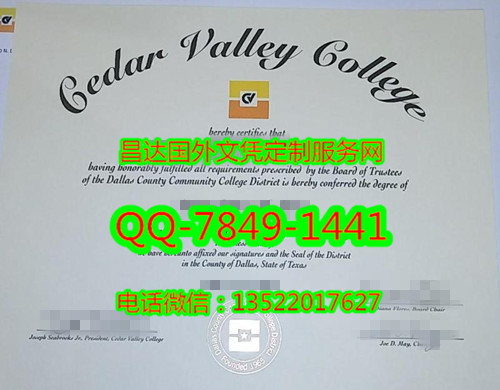 Cedar Valley College
hereby certifies that
昌达国外文凭定制服务网
having honorably fulfilled all requirements prescribed by the Board of Trustees
of the Dallas County Community College District is hereby conferred the degree of
QQ-7849-1441
have hereunto affixed our signatures and the Seal of the District
in the County of Dallas, State of Texas
电话微信：13522017627
Board Chair
Joseph Seabrooks Jr., President, Cedar Valley College
Joe D. May,
Founded 1965